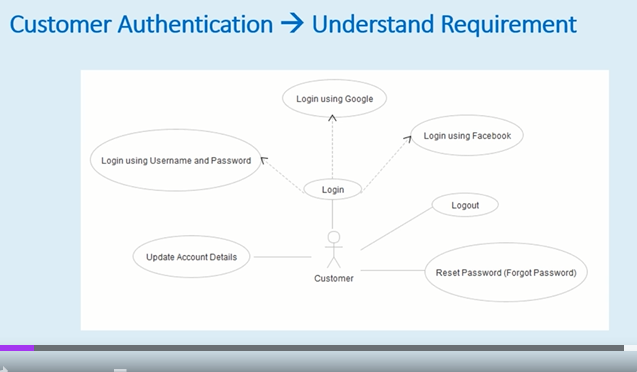 Customer Authentication → Understand Requirement
Login using Google
Login using Facebook
Login using Username and Password
Login
Logout
Update Account Details
Customer
Reset Password (Forgot Password)